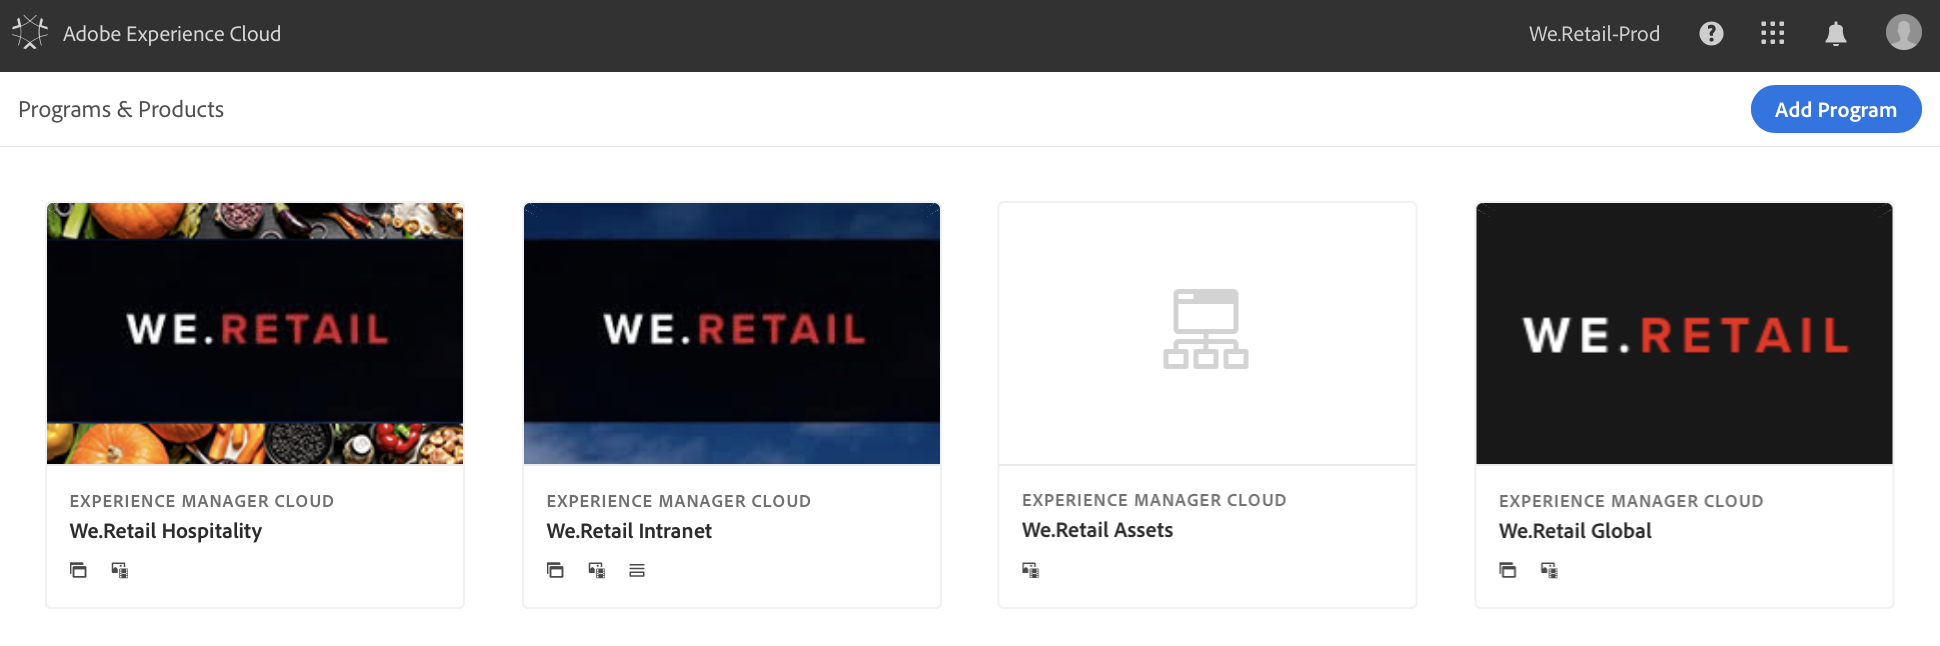 Adobe Experience Cloud
We.Retail-Prod
Programs & Products
Add Program
WE.RETAIL
EXPERIENCE MANAGER CLOUD
We.Retail Hospitality
WE.RETAIL
EXPERIENCE MANAGER CLOUD
We.Retail Intranet
EXPERIENCE MANAGER CLOUD
We.Retail Assets
WE.RETAIL
EXPERIENCE MANAGER CLOUD
We.Retail Global